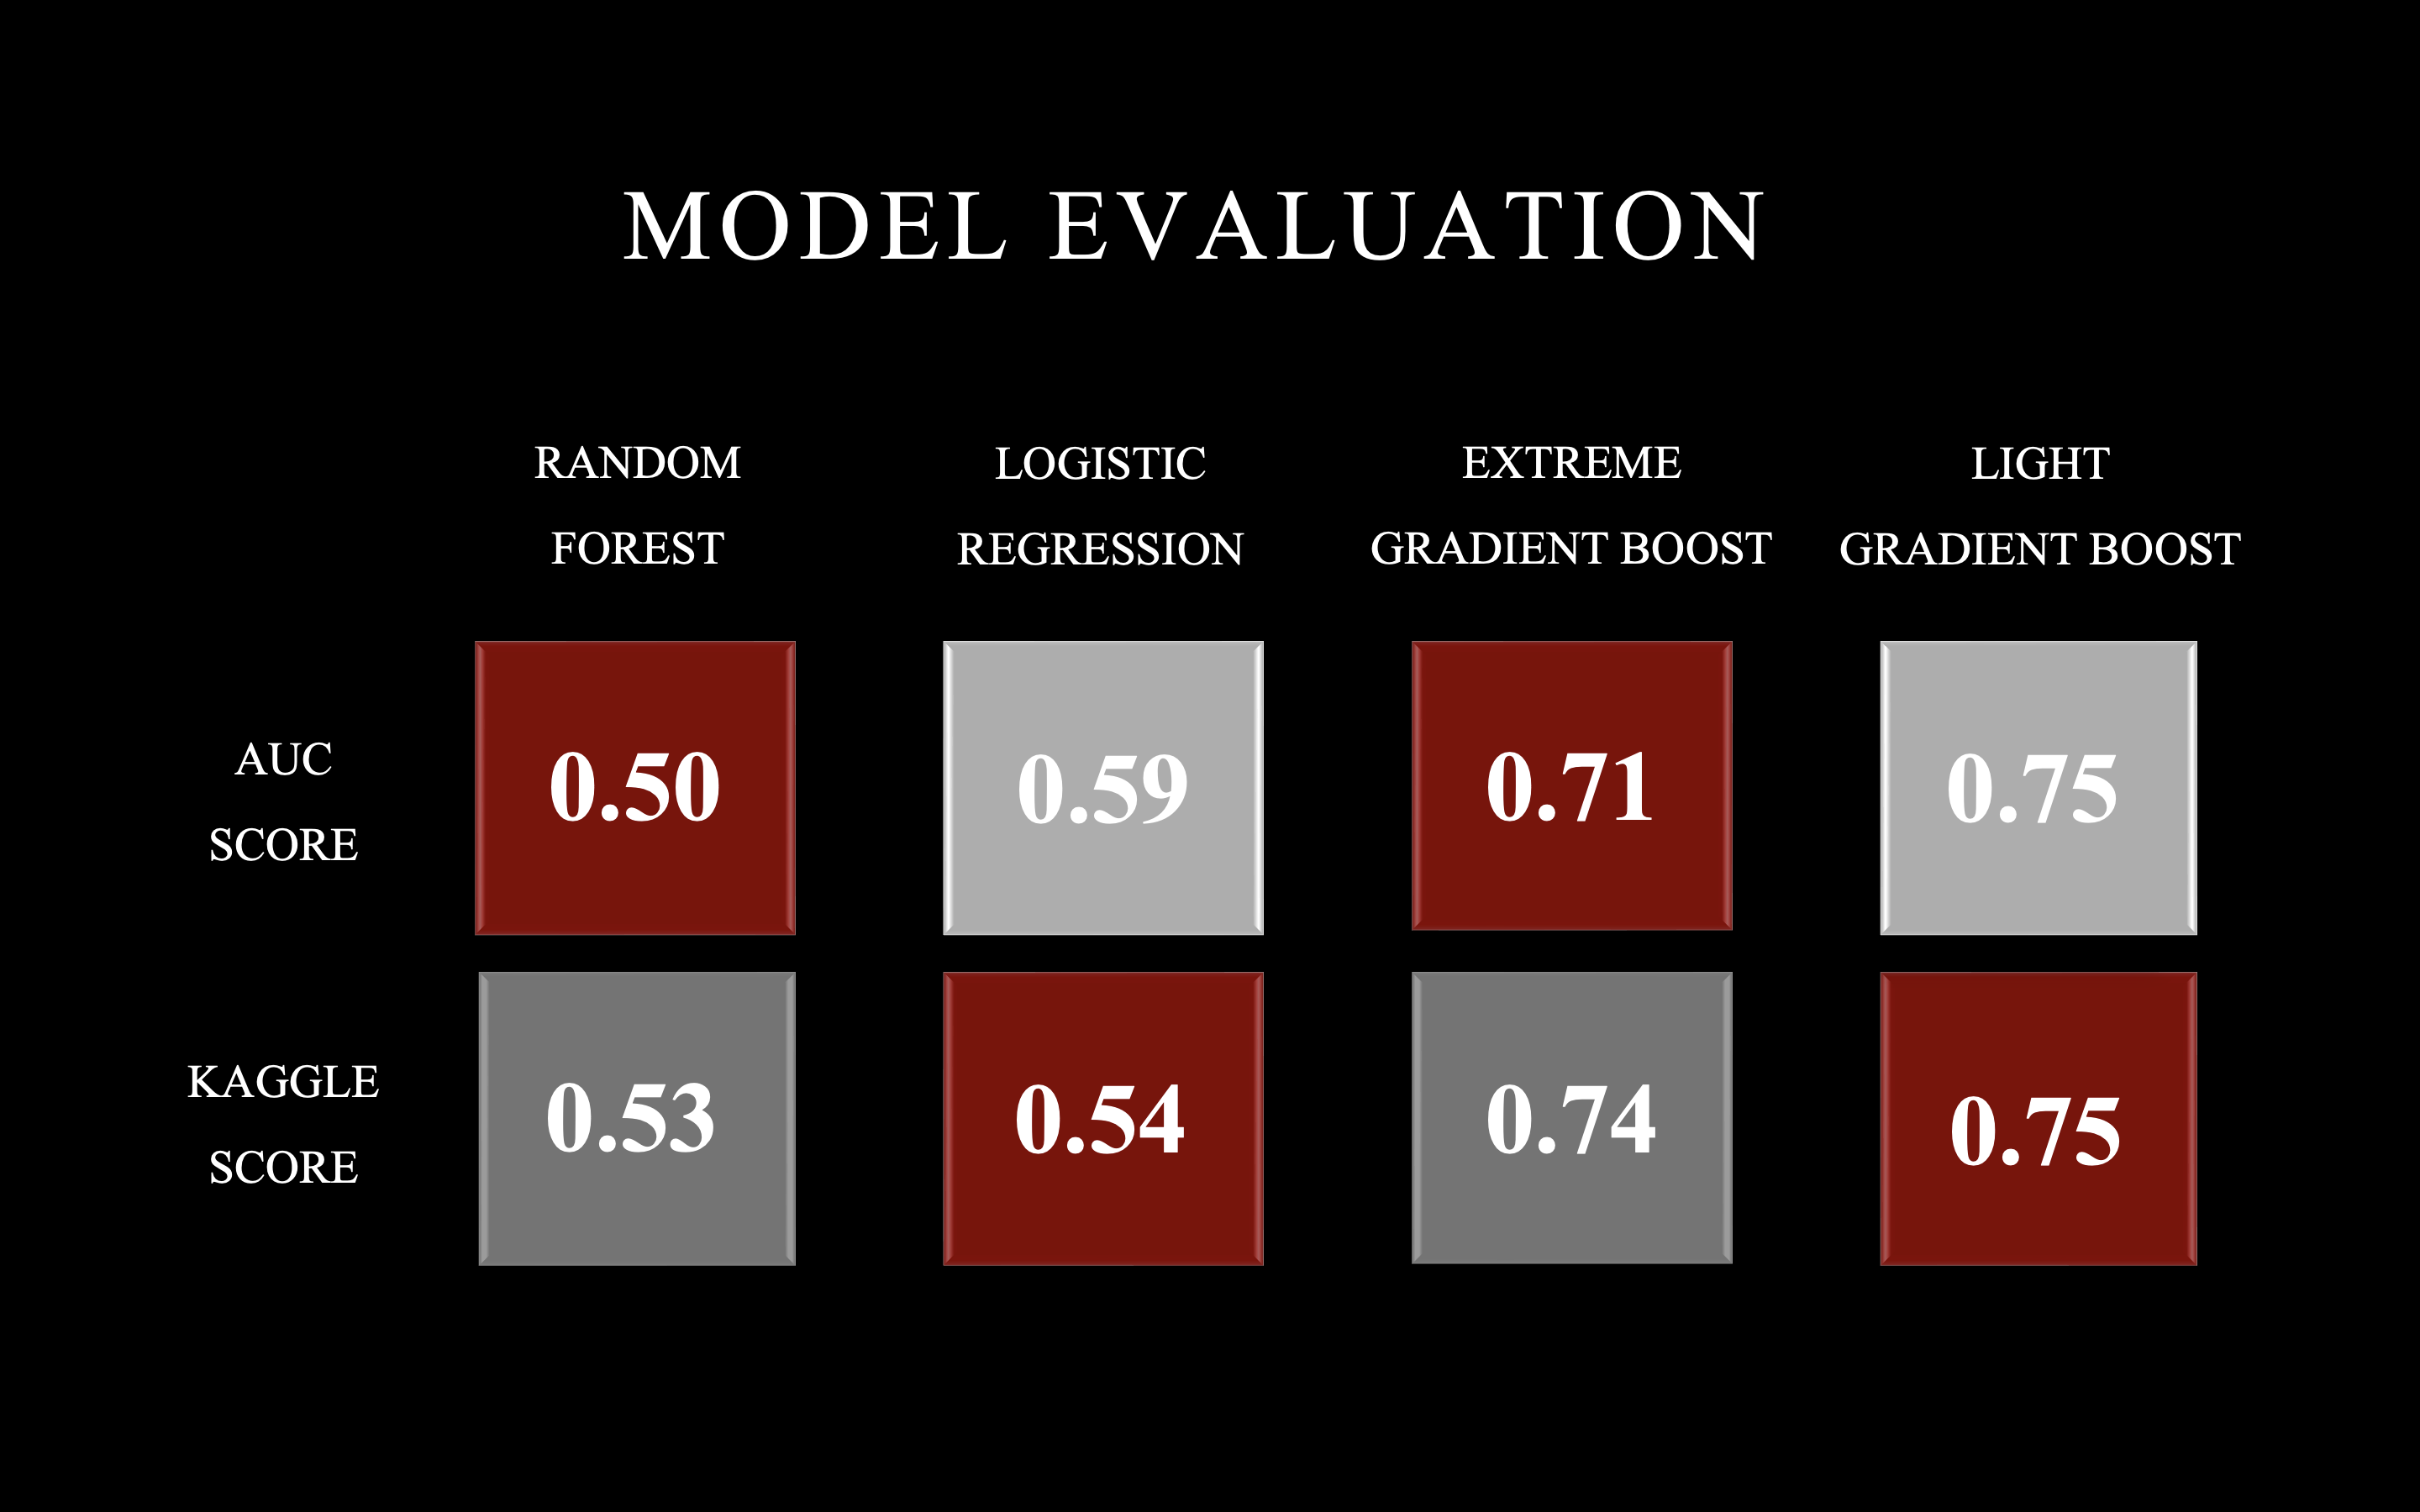 MODEL EVALUATION
RANDOM
FOREST
LOGISTIC
REGRESSION
EXTREME
GRADIENT BOOST
LIGHT
GRADIENT BOOST
AUC
SCORE
0.50
0.59
0.71
0.75
KAGGLE
SCORE
0.53
0.54
0.74
0.75